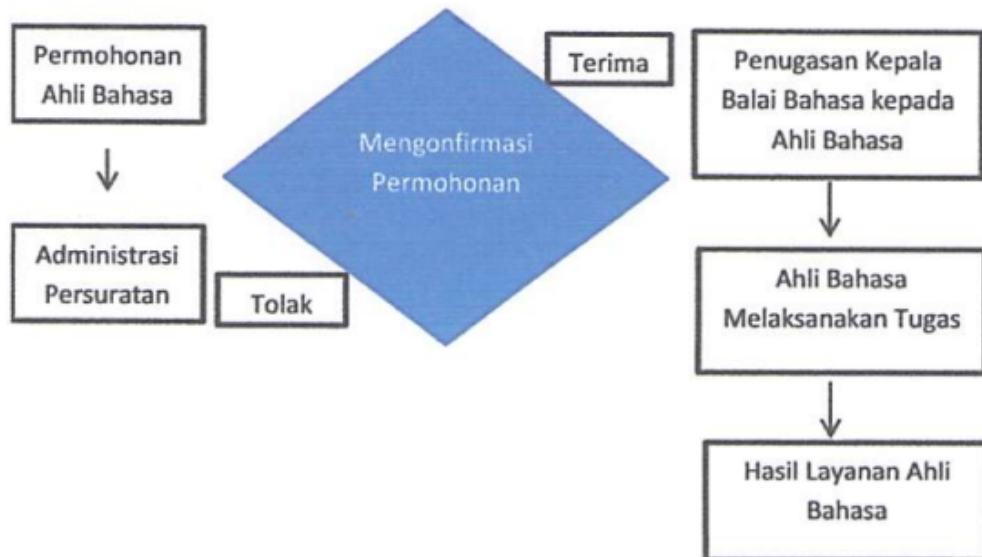 Permohonan
Ahli Bahasa
Administrasi
Persuratan
Tolak
Mengonfirmasi
Permohonan
Terima
Penugasan Kepala
Balai Bahasa kepada
Ahli Bahasa
Ahli Bahasa
Melaksanakan Tugas
Hasil Layanan Ahli
Bahasa